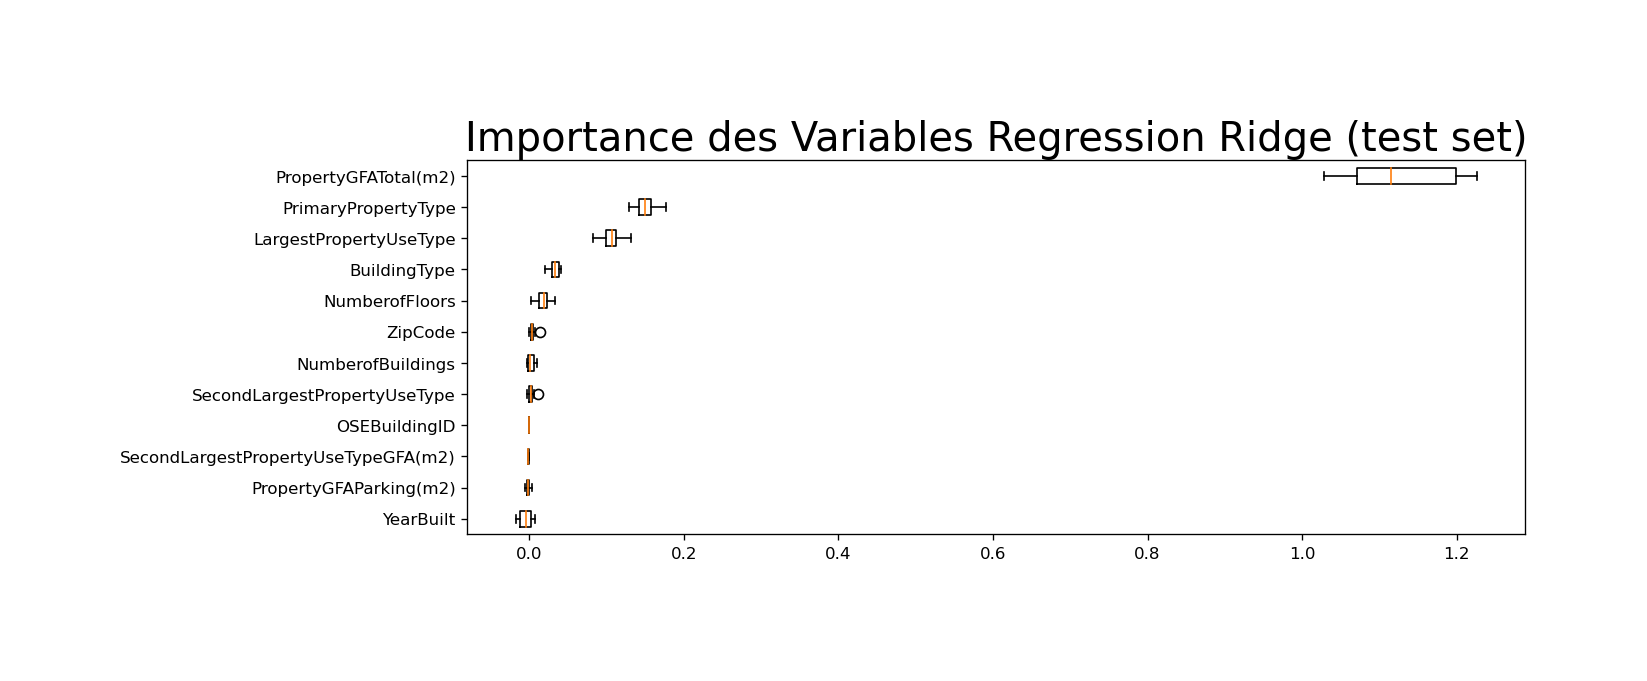 Importance des Variables Regression Ridge (test set)
PropertyGFATotal(m2)
PrimaryPropertyType
LargestPropertyUseType
BuildingType
NumberofFloors
ZipCode
NumberofBuildings
SecondLargestPropertyUseType
OSEBuildingID
SecondLargestPropertyUseTypeGFA(m2)
PropertyGFAParking(m2)
YearBuilt
0.0 0.2 0.4 0.6 0.8 1.0 1.2